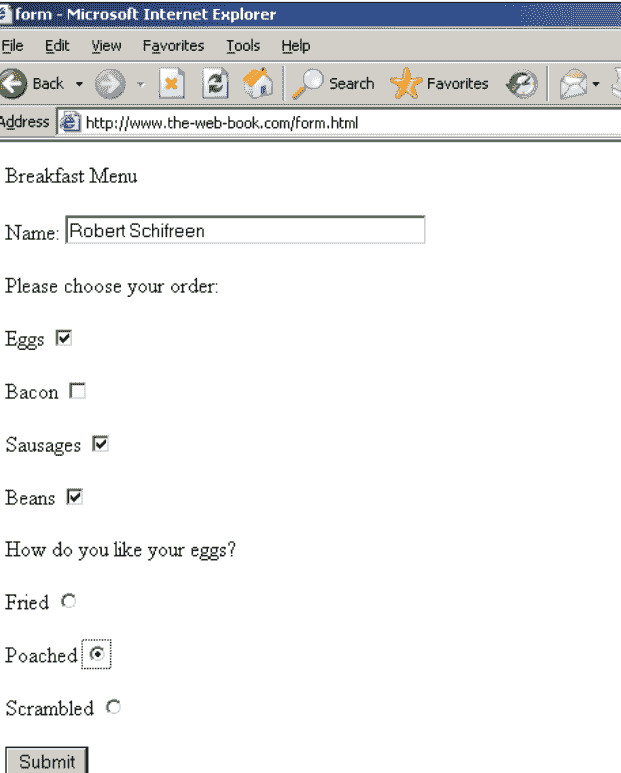 form - Microsoft Internet Explorer
File Edit View Favorites Tools Help
Back Search Favorites
Address http://www.the-web-book.com/form.html
Breakfast Menu
Name: Robert Schifreen
Please choose your order:
Eggs
Bacon
Sausages
Beans
How do you like your eggs?
Fried
Poached
Scrambled
Submit